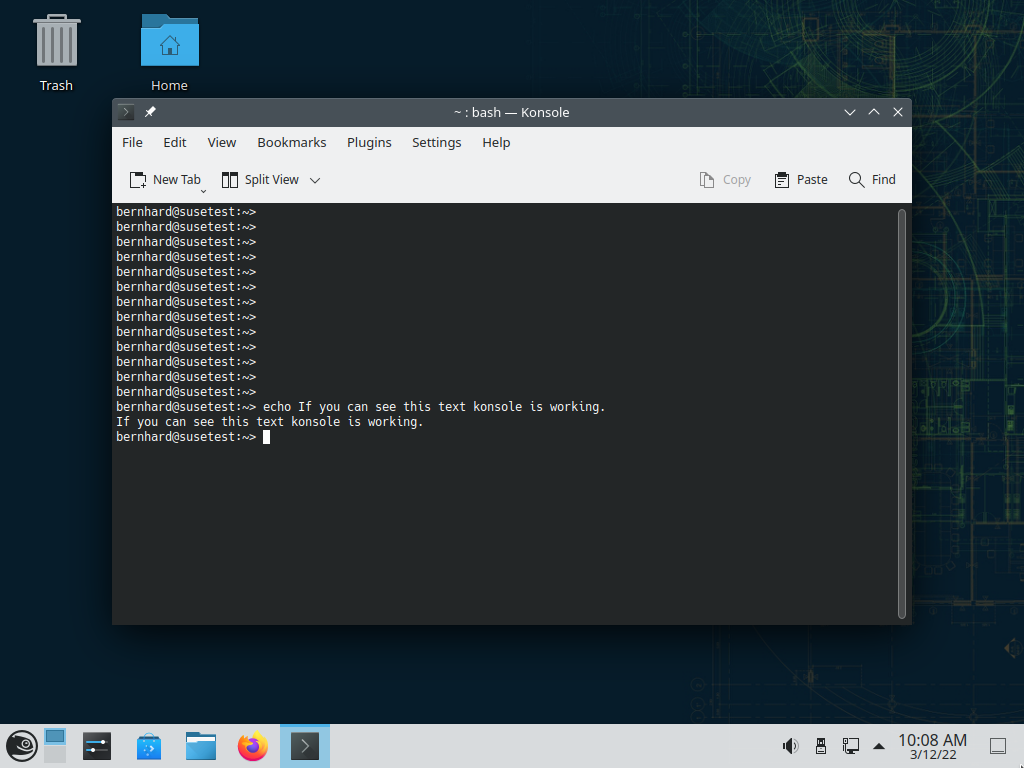 Trash
Home
~ : bash — Konsole
File Edit View Bookmarks Plugins Settings Help
New Tab Split View Copy Paste Find
bernhard@susetest:~>
bernhard@susetest:~>
bernhard@susetest:~>
bernhard@susetest:~>
bernhard@susetest:~>
bernhard@susetest:~>
bernhard@susetest:~>
bernhard@susetest:~>
bernhard@susetest:~>
bernhard@susetest:~>
bernhard@susetest:~>
bernhard@susetest:~>
bernhard@susetest:~>
bernhard@susetest:~> echo If you can see this text konsole is working.
If you can see this text konsole is working.
bernhard@susetest:~>
10:08 AM
3/12/22